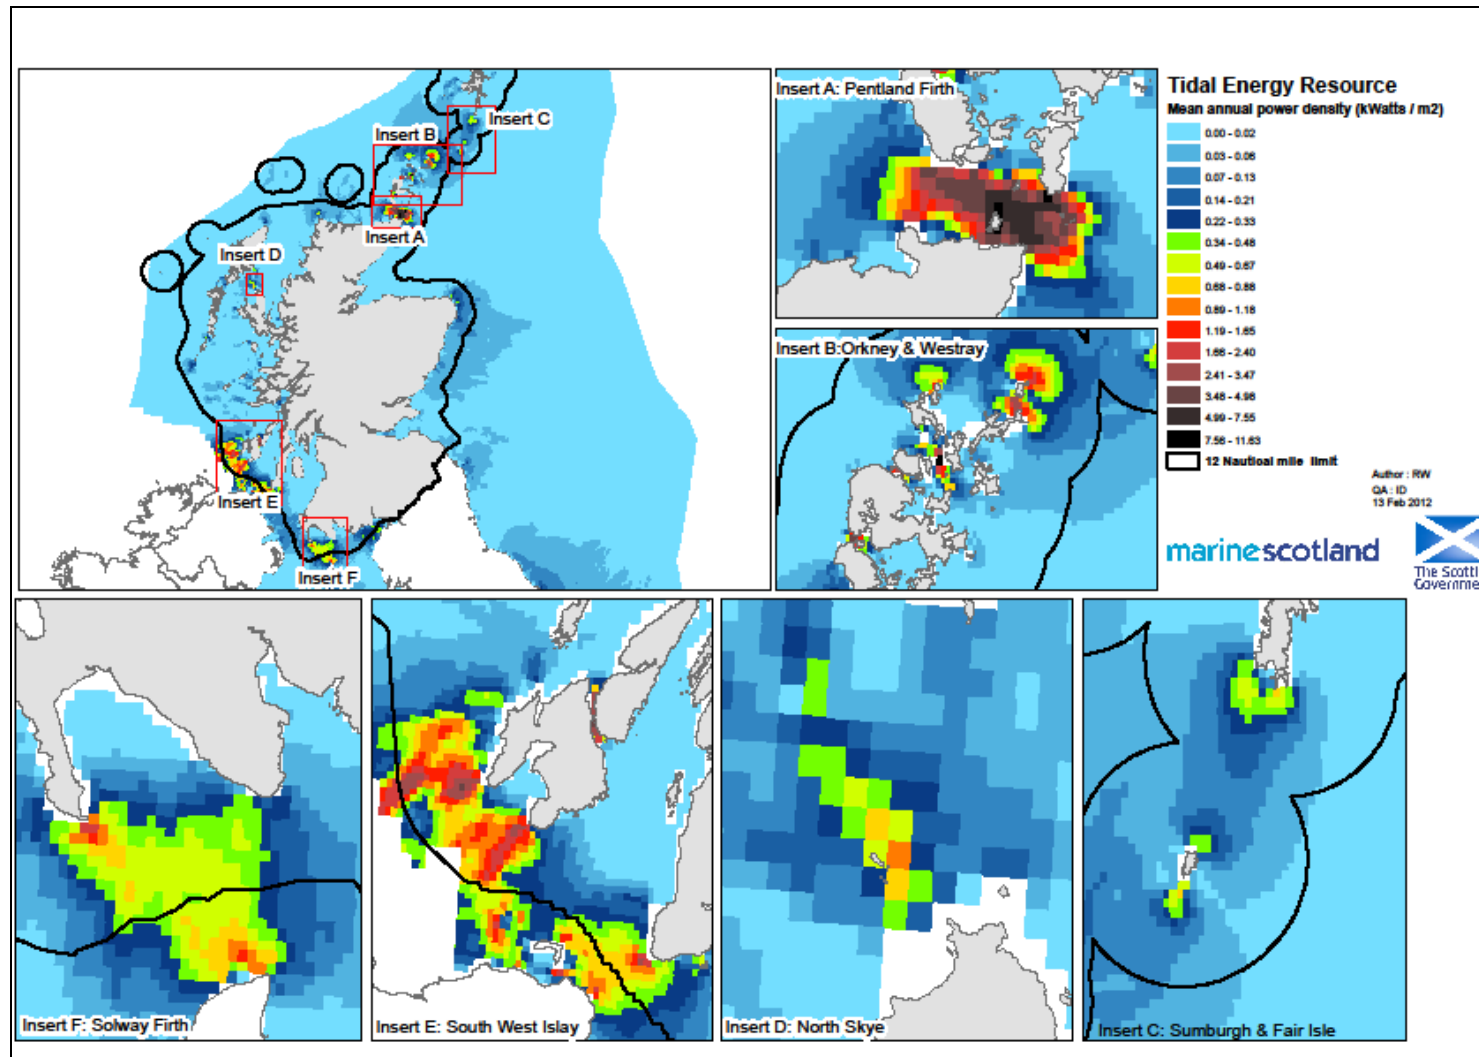 Insert C
Insert B
Insert A
Insert D
Insert E
Insert F
Insert A: Pentland Firth
Insert B:Orkney & Westray
Tidal Energy Resource
Mean annual power density (kWatts / m2)
0.00 - 0.02
0.03 - 0.06
0.07 - 0.13
0.14 - 0.21
0.22 - 0.33
0.34 - 0.48
0.49 - 0.67
0.68 - 0.88
0.89 - 1.18
1.19 - 1.65
1.66 - 2.40
2.41 - 3.47
3.48 - 4.98
4.99 - 7.55
7.56 - 11.63
12 Nautical mile limit
Author : RW
QA : ID
13 Feb 2012
marinescotland
The Scotti
Governme
Insert F: Solway Firth
Insert E: South West Islay
Insert D: North Skye
Insert C: Sumburgh & Fair Isle